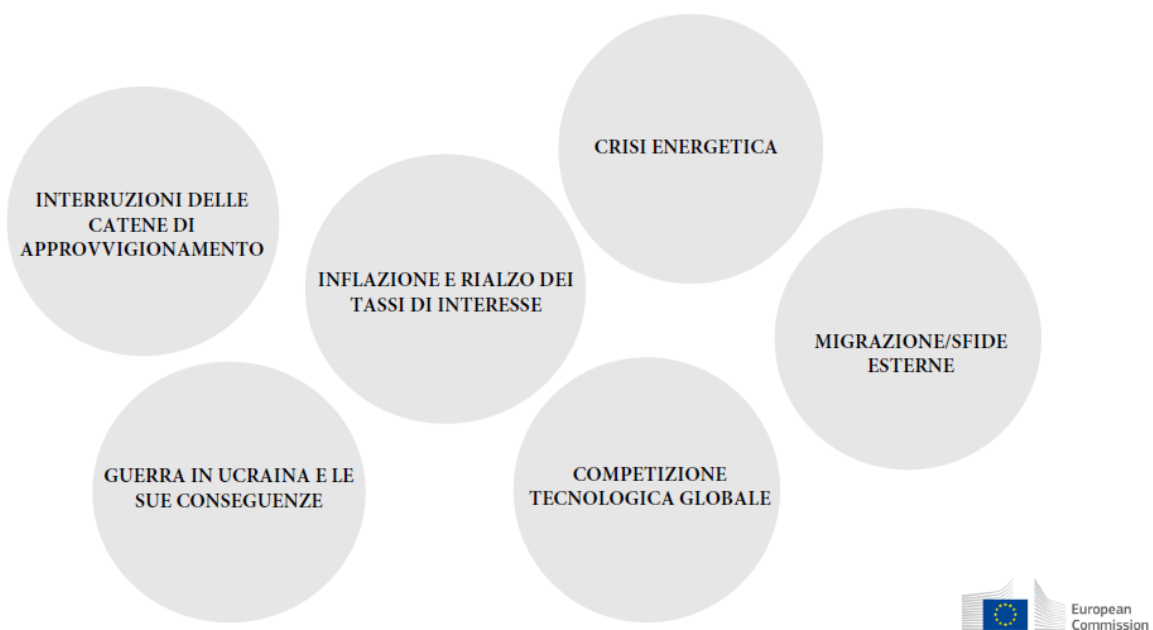 CRISI ENERGETICA
INTERRUZIONI DELLE
CATENE DI
APPROVVIGIONAMENTO
INFLAZIONE E RIALZO DEI
TASSI DI INTERESSE
MIGRAZIONE/SFIDE
ESTERNE
GUERRA IN UCRAINA E LE
SUE CONSEGUENZE
COMPETIZIONE
TECNOLOGICA GLOBALE
European
Commission